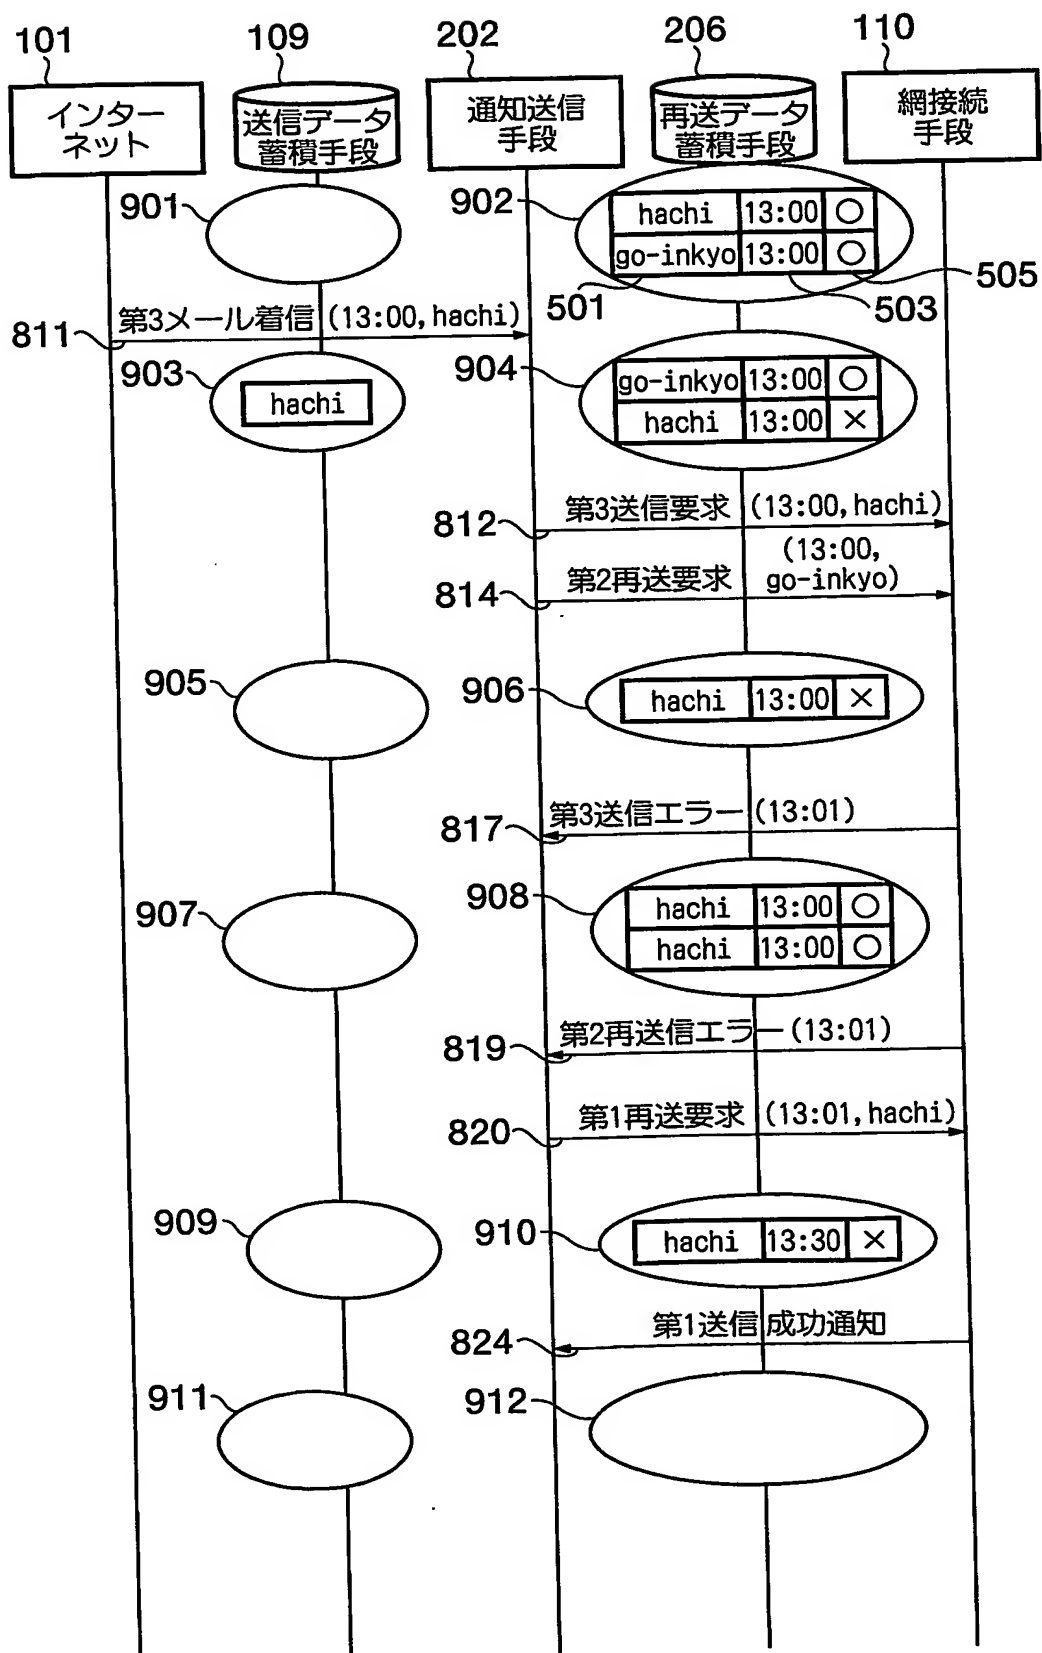 101
109
202
206
110
インター
ネット
送信データ
蓄積手段
通知送信
手段
再送データ
蓄積手段
網接続
手段
901
902
hachi 13:00 ○
go-inkyo 13:00 ○
501
503
505
811
第3メール着信 (13:00,hachi)
903
hachi
904
go-inkyo 13:00 ○
hachi 13:00 ×
812
第3送信要求 (13:00,hachi)
814
第2再送要求
(13:00,
go-inkyo)
905
906
hachi 13:00 ×
817
第3送信エラー (13:01)
907
908
hachi 13:00 ○
hachi 13:00 ○
819
第2再送信エラー (13:01)
820
第1再送要求 (13:01,hachi)
909
910
hachi 13:30 ×
824
第1送信成功通知
911
912